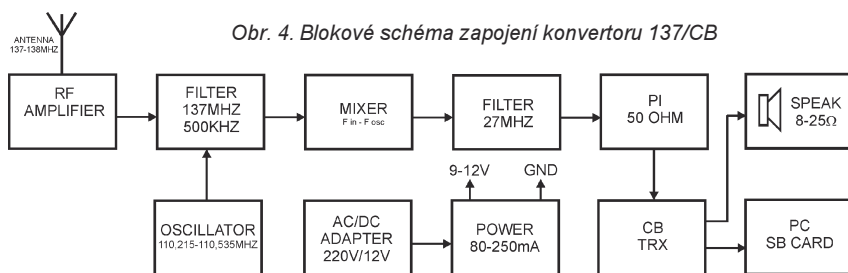 Obr. 4. Blokové schéma zapojení konvertoru 137/CB
ANTENNA
137-138MHZ
RF
AMPLIFIER
FILTER
137MHZ
500KHZ
MIXER
F in - F osc
FILTER
27MHZ
PI
50 OHM
SPEAK
8-25Ω
9-12V
GND
OSCILLATOR
110,215-110,535MHZ
AC/DC
ADAPTER
220V/12V
POWER
80-250mA
CB
TRX
PC
SB CARD